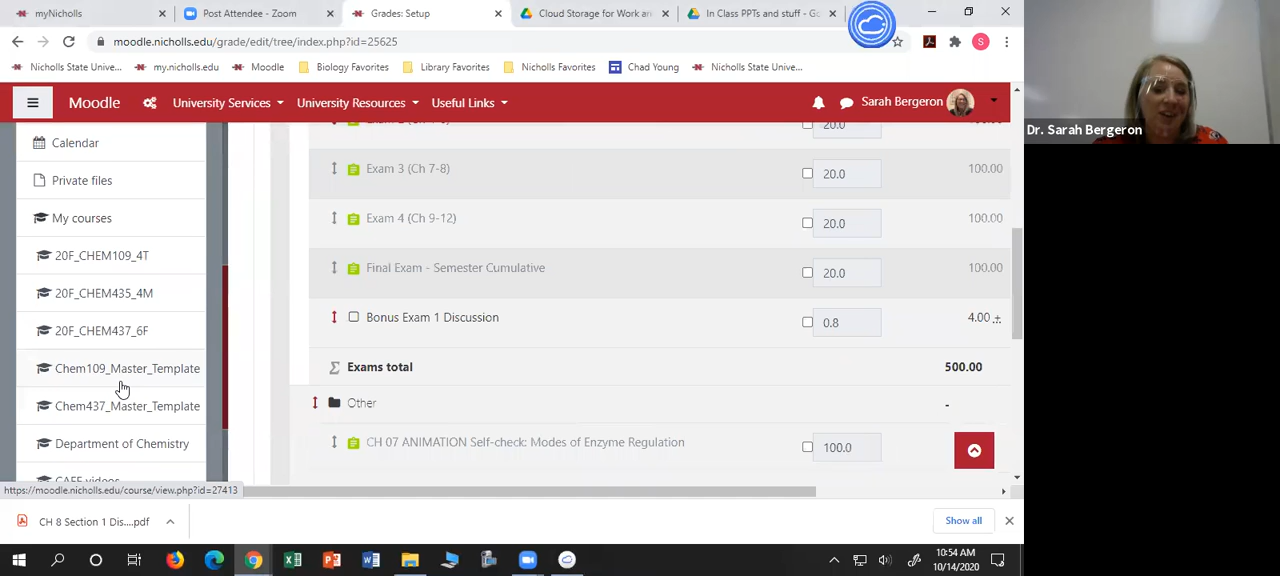 myNicholls
Post Attendee - Zoom
Grades: Setup
Cloud Storage for Work an
In Class PPTs and stuff - Go
moodle.nicholls.edu/grade/edit/tree/index.php?id=25625
Nicholls State Unive...
my.nicholls.edu
Moodle
Biology Favorites
Library Favorites
Nicholls Favorites
Chad Young
Nicholls State Unive...
Moodle
University Services
University Resources
Useful Links
Sarah Bergeron
Dr. Sarah Bergeron
Calendar
Private files
My courses
20F_CHEM109_4T
20F_CHEM435_4M
20F_CHEM437_6F
Chem109_Master_Template
Chem437_Master_Template
Department of Chemistry
CAFE videos
20.0
Exam 3 (Ch 7-8) 20.0 100.00
Exam 4 (Ch 9-12) 20.0 100.00
Final Exam - Semester Cumulative 20.0 100.00
Bonus Exam 1 Discussion 0.8 4.00 +
Exams total 500.00
Other -
CH 07 ANIMATION Self-check: Modes of Enzyme Regulation 100.0
https://moodle.nicholls.edu/course/view.php?id=27413
CH 8 Section 1 Dis....pdf
Show all
10:54 AM
10/14/2020